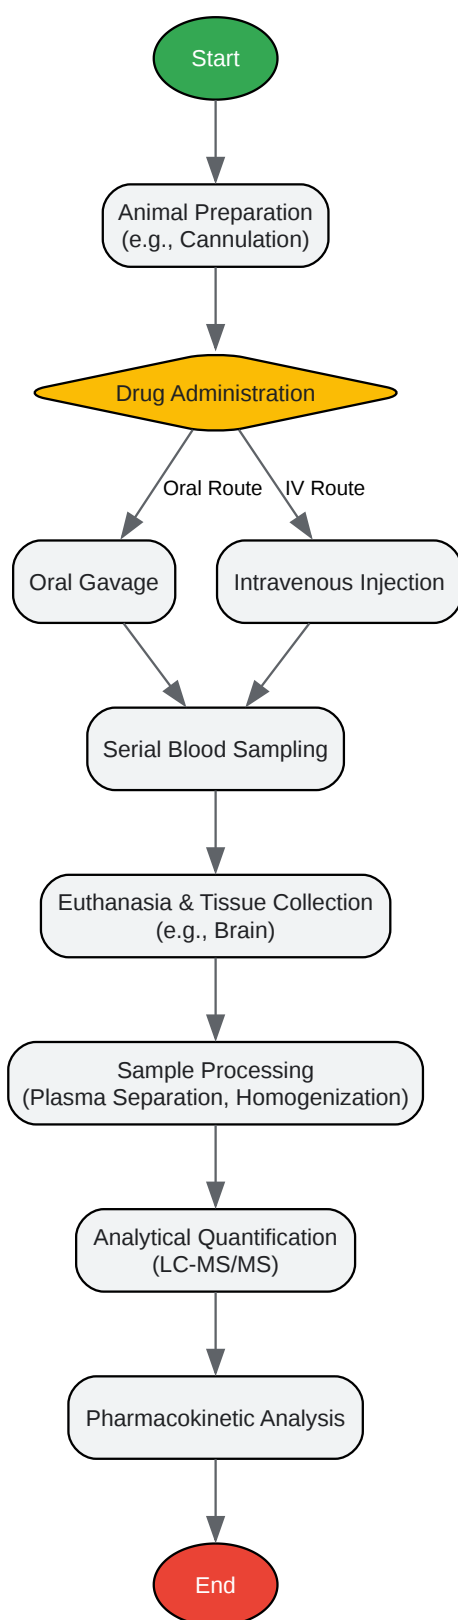 Start
Animal Preparation
(e.g., Cannulation)
Drug Administration
Oral Route
IV Route
Oral Gavage
Intravenous Injection
Serial Blood Sampling
Euthanasia & Tissue Collection
(e.g., Brain)
Sample Processing
(Plasma Separation, Homogenization)
Analytical Quantification
(LC-MS/MS)
Pharmacokinetic Analysis
End